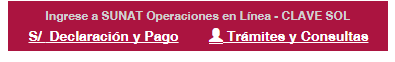 Ingrese a SUNAT Operaciones en Línea - CLAVE SOL
S/ Declaración y Pago Trámites y Consultas